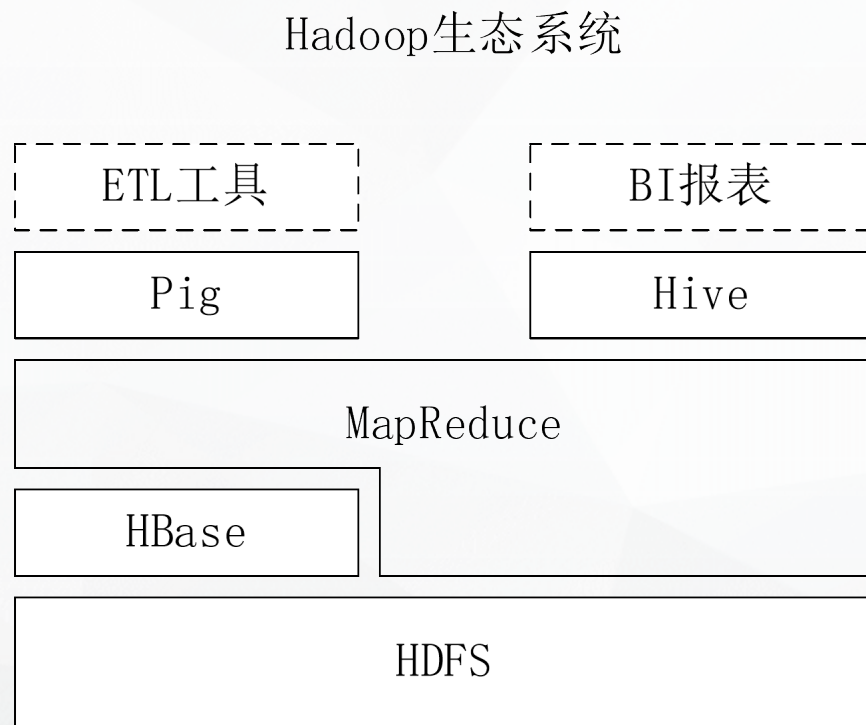 Hadoop生态系统
ETL工具
BI报表
Pig
Hive
MapReduce
HBase
HDFS